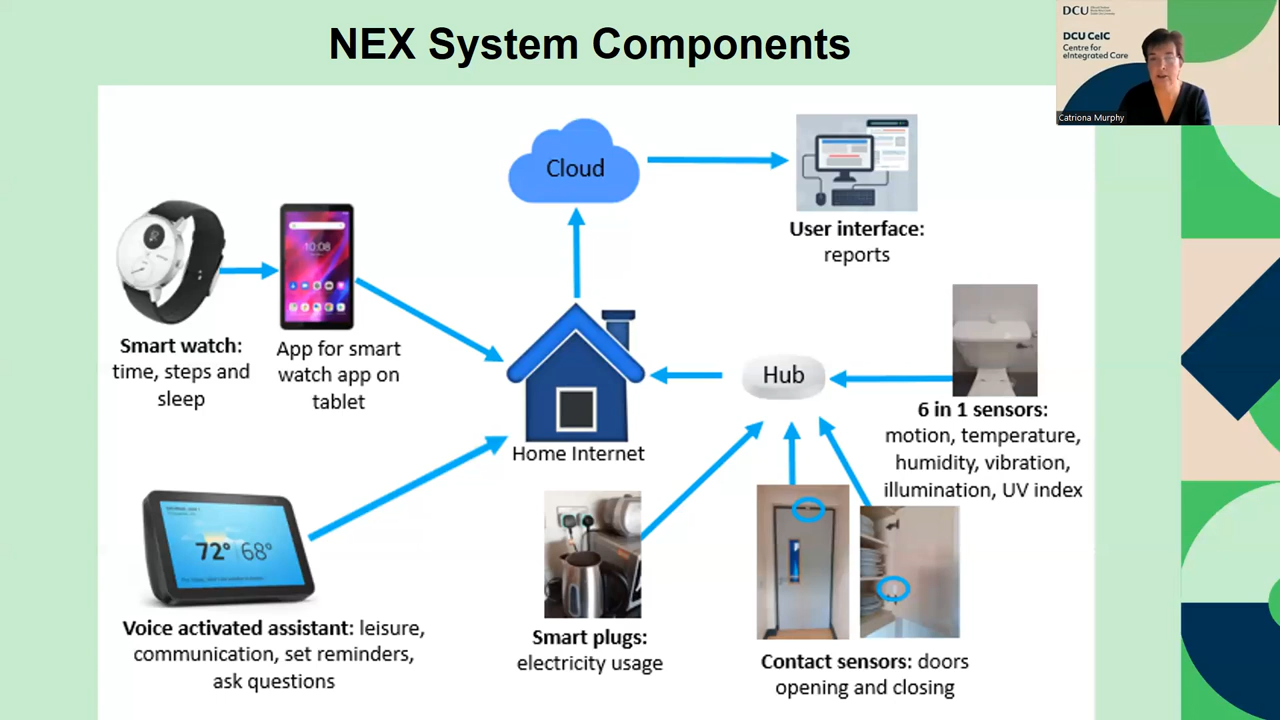 NEX System Components
DCU
DCU CeIC
Centre for
eIntegrated Care
Catriona Murphy
Cloud
User interface:
reports
10:08
Smart watch:
time, steps and
sleep
App for smart
watch app on
tablet
Home Internet
Hub
6 in 1 sensors:
motion, temperature,
humidity, vibration,
illumination, UV index
72° 68°
Voice activated assistant: leisure,
communication, set reminders,
ask questions
Smart plugs:
electricity usage
Contact sensors: doors
opening and closing